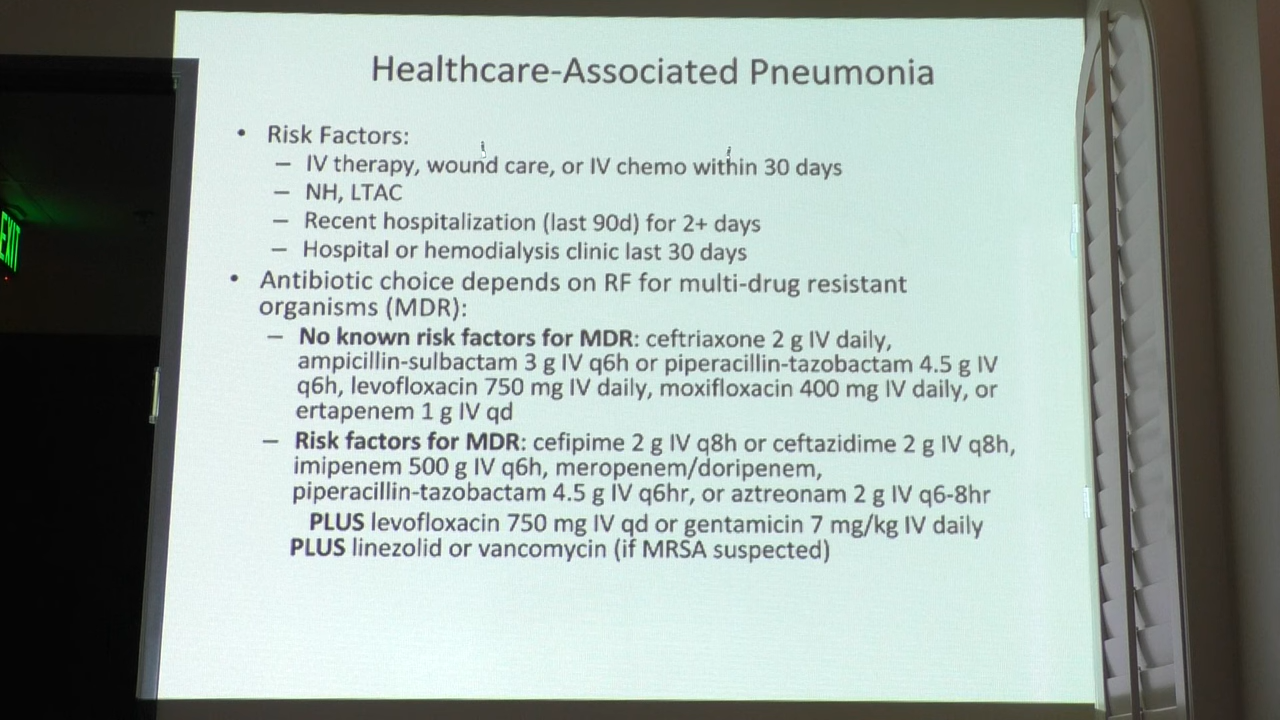 Healthcare-Associated Pneumonia
• Risk Factors:
– IV therapy, wound care, or IV chemo within 30 days
– NH, LTAC
– Recent hospitalization (last 90d) for 2+ days
– Hospital or hemodialysis clinic last 30 days
• Antibiotic choice depends on RF for multi-drug resistant
organisms (MDR):
– No known risk factors for MDR: ceftriaxone 2 g IV daily,
ampicillin-sulbactam 3 g IV q6h or piperacillin-tazobactam 4.5 g IV
q6h, levofloxacin 750 mg IV daily, moxifloxacin 400 mg IV daily, or
ertapenem 1 g IV qd
– Risk factors for MDR: cefipime 2 g IV q8h or ceftazidime 2 g IV q8h,
imipenem 500 g IV q6h, meropenem/doripenem,
piperacillin-tazobactam 4.5 g IV q6hr, or aztreonam 2 g IV q6-8hr
PLUS levofloxacin 750 mg IV qd or gentamicin 7 mg/kg IV daily
PLUS linezolid or vancomycin (if MRSA suspected)
EXIT